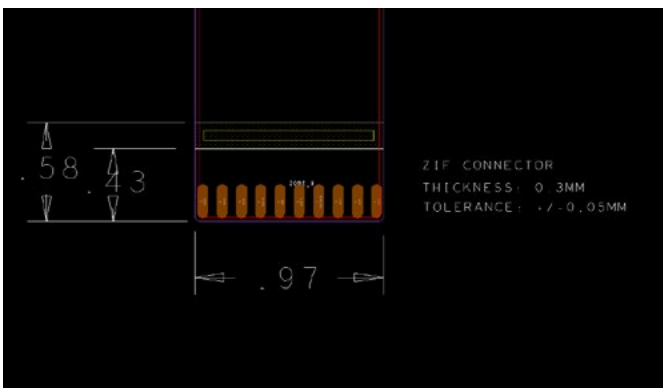 .58
.43
ZIF CONNECTOR
THICKNESS: 0.3MM
TOLERANCE: +/-0.05MM
.97